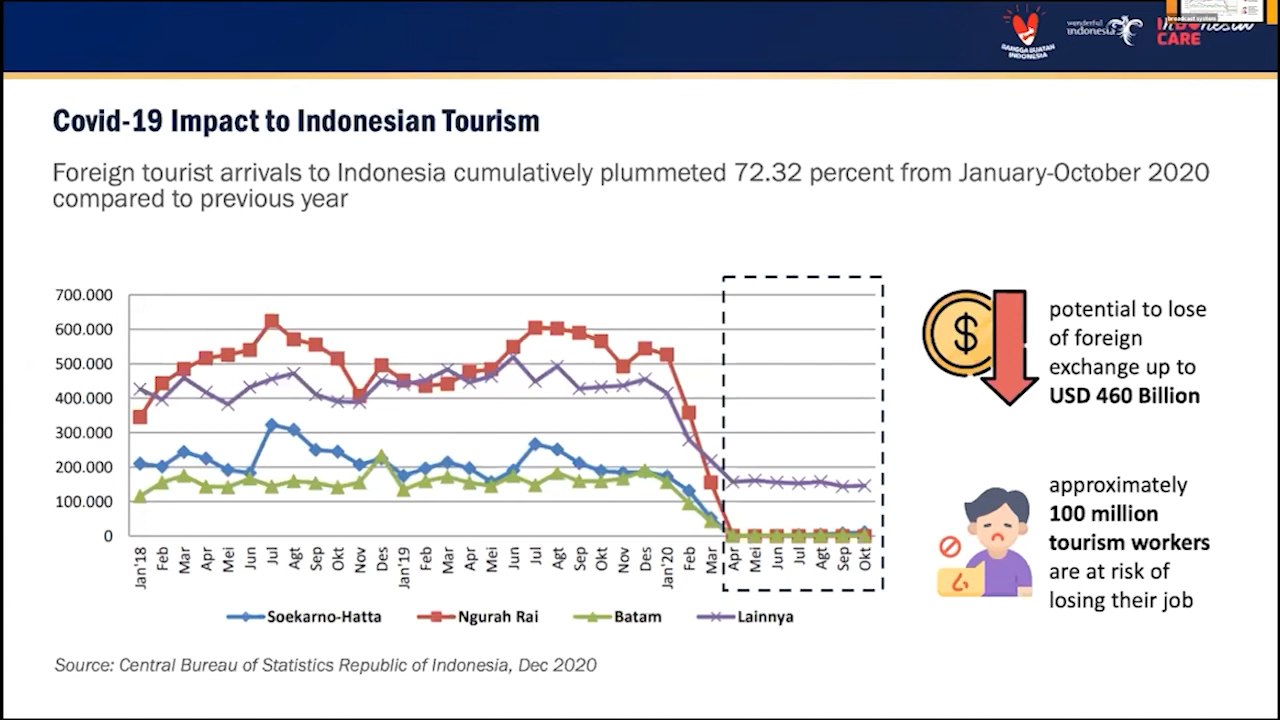 broadcast system
BANGGA BUATAN
INDONESIA
wonderful
indonesia
CARE
Covid-19 Impact to Indonesian Tourism
Foreign tourist arrivals to Indonesia cumulatively plummeted 72.32 percent from January-October 2020
compared to previous year
700.000
600.000
500.000
400.000
300.000
200.000
100.000
0
Jan'18 Feb Mar Apr Mei Jun Jul Agt Sep Okt Nov Des Jan'19 Feb Mar Apr Mei Jun Jul Agt Sep Okt Nov Des Jan'20 Feb Mar Apr Mei Jun Jul Agt Sep Okt
Soekarno-Hatta Ngurah Rai Batam Lainnya
$
potential to lose
of foreign
exchange up to
USD 460 Billion
approximately
100 million
tourism workers
are at risk of
losing their job
Source: Central Bureau of Statistics Republic of Indonesia, Dec 2020